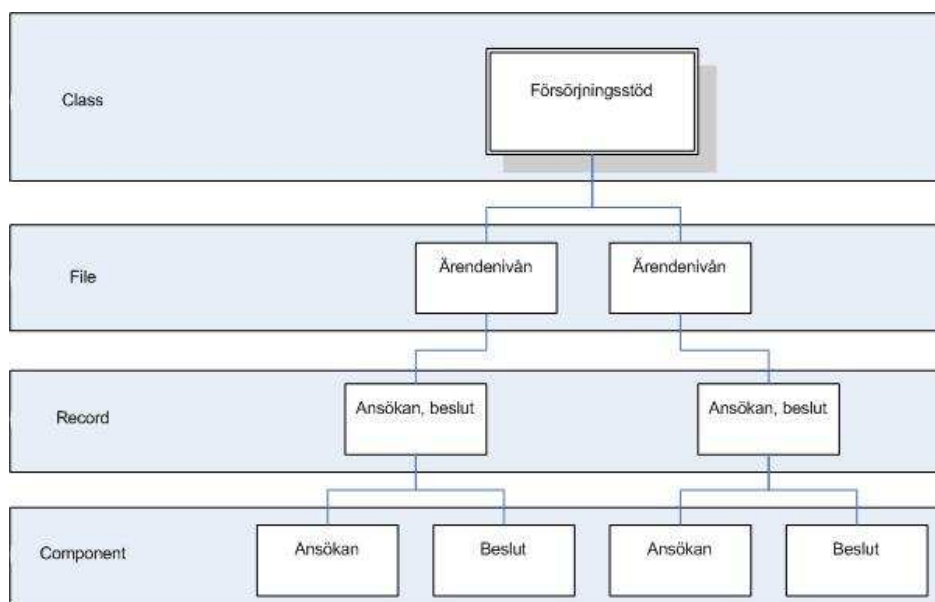 Class
Försörjningsstöd
File
Ärendenivån
Ärendenivån
Record
Ansökan, beslut
Ansökan, beslut
Component
Ansökan
Beslut
Ansökan
Beslut